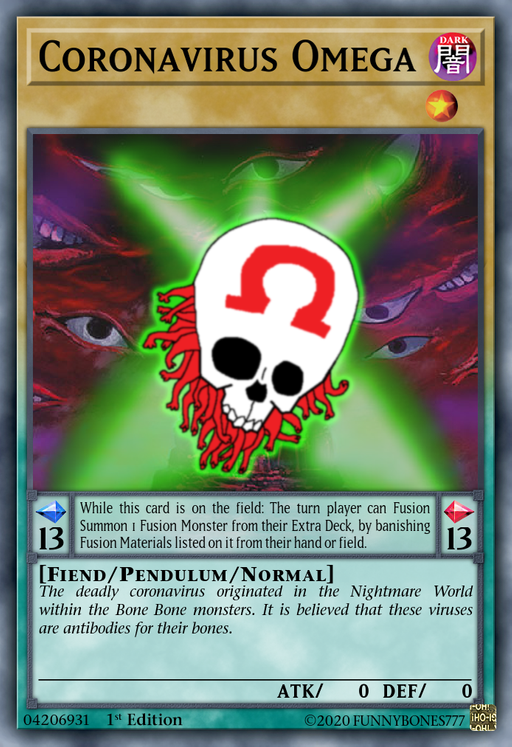 CORONAVIRUS OMEGA
DARK
闇
Ω
While this card is on the field: The turn player can Fusion
Summon 1 Fusion Monster from their Extra Deck, by banishing
Fusion Materials listed on it from their hand or field.
13
13
[FIEND/PENDULUM/NORMAL]
The deadly coronavirus originated in the Nightmare World
within the Bone Bone monsters. It is believed that these viruses
are antibodies for their bones.
ATK/ 0 DEF/ 0
04206931 1st Edition ©2020 FUNNYBONES777